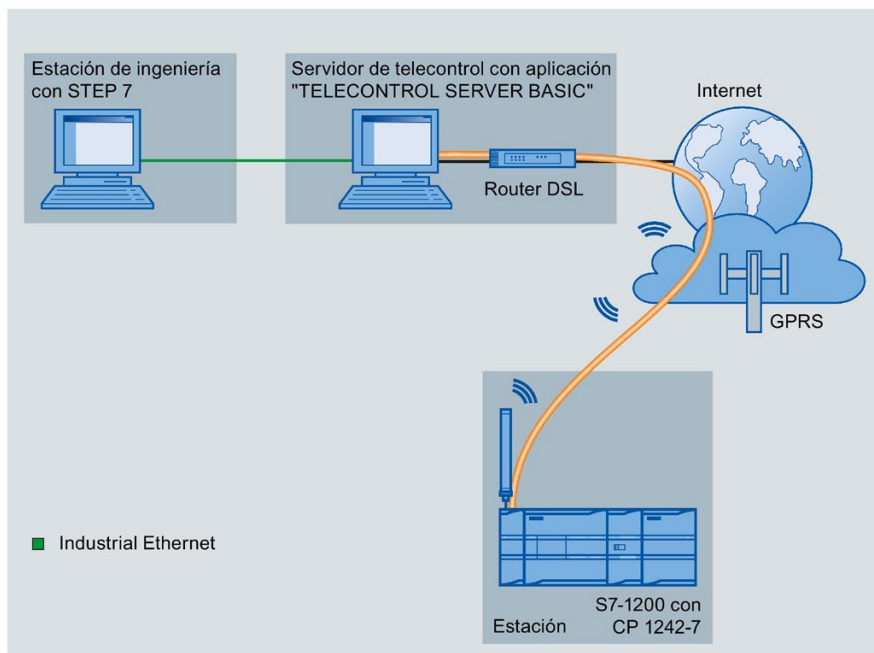 Estación de ingeniería
con STEP 7
Servidor de telecontrol con aplicación
"TELECONTROL SERVER BASIC"
Internet
Router DSL
GPRS
Industrial Ethernet
Estación
S7-1200 con
CP 1242-7